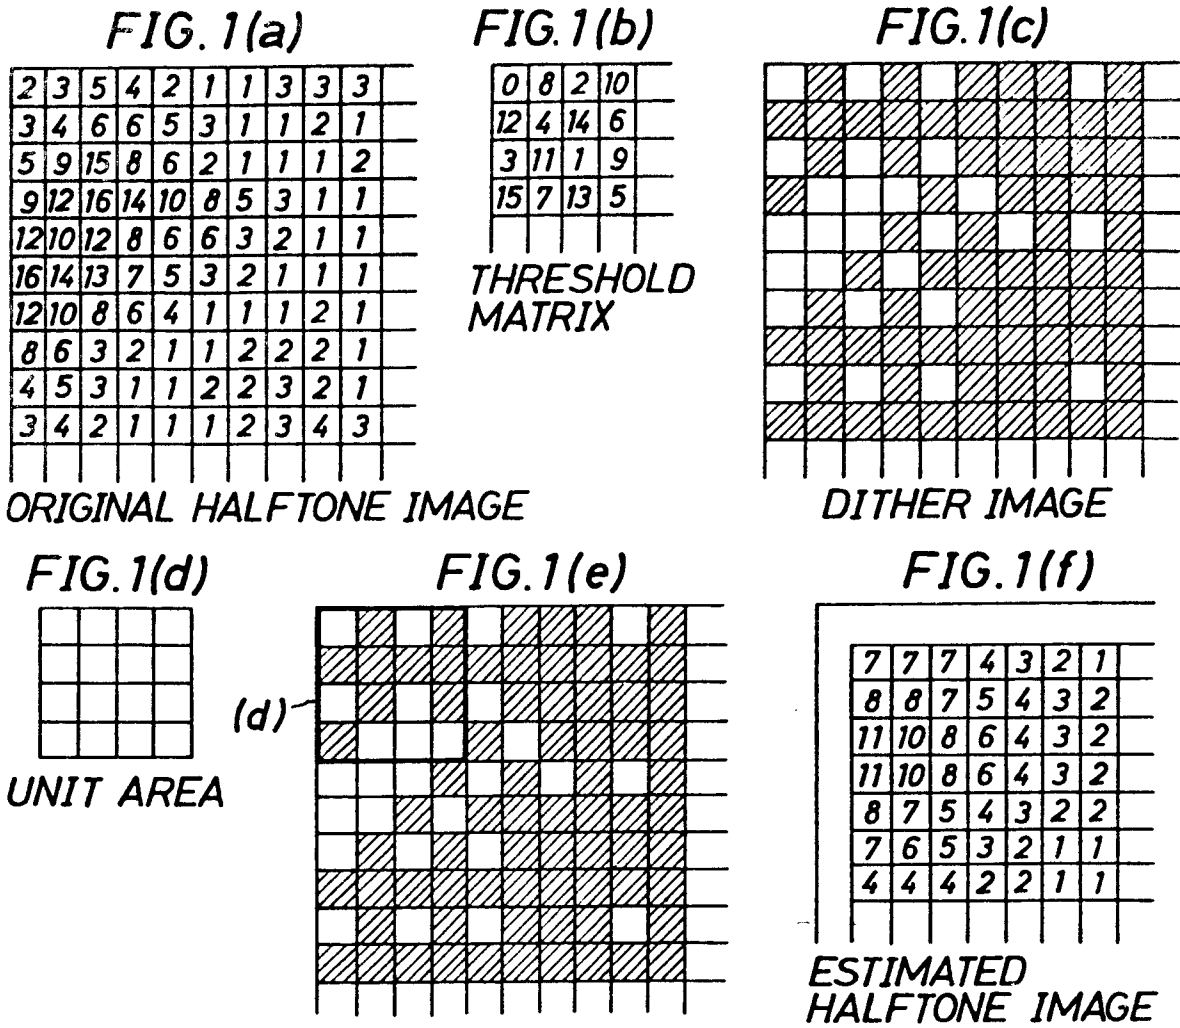 FIG. 1(a)
2 3 5 4 2 1 1 3 3 3
3 4 6 6 5 3 1 1 2 1
5 9 15 8 6 2 1 1 1 2
9 12 16 14 10 8 5 3 1 1
12 10 12 8 6 6 3 2 1 1
16 14 13 7 5 3 2 1 1 1
12 10 8 6 4 1 1 1 2 1
8 6 3 2 1 1 2 2 2 1
4 5 3 1 1 2 2 3 2 1
3 4 2 1 1 1 2 3 4 3
ORIGINAL HALFTONE IMAGE
FIG. 1(b)
0 8 2 10
12 4 14 6
3 11 1 9
15 7 13 5
THRESHOLD
MATRIX
FIG. 1(c)
DITHER IMAGE
FIG. 1(d)
UNIT AREA
FIG. 1(e)
(d)
FIG. 1(f)
7 7 7 4 3 2 1
8 8 7 5 4 3 2
11 10 8 6 4 3 2
11 10 8 6 4 3 2
8 7 5 4 3 2 2
7 6 5 3 2 1 1
4 4 4 2 2 1 1
ESTIMATED
HALFTONE IMAGE